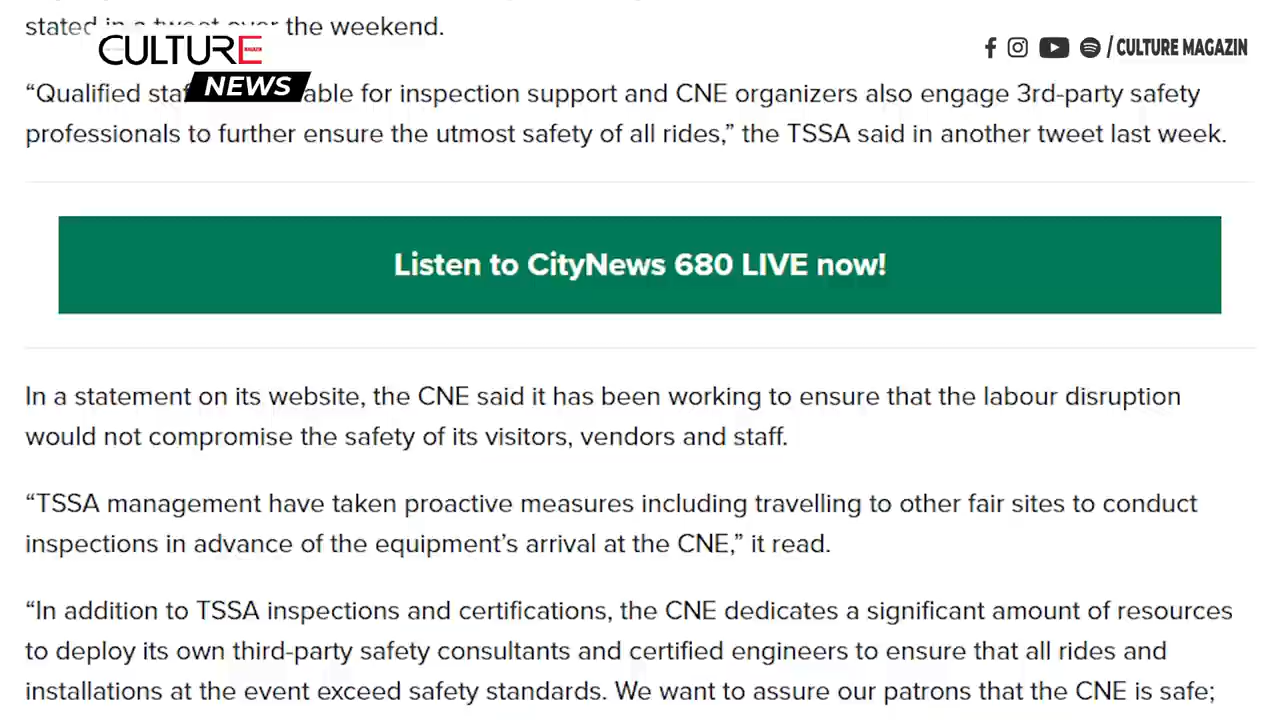 stated in a tweet over the weekend.
CULTURE
NEWS
/ CULTURE MAGAZIN
“Qualified able for inspection support and CNE organizers also engage 3rd-party safety
professionals to further ensure the utmost safety of all rides,” the TSSA said in another tweet last week.
Listen to CityNews 680 LIVE now!
In a statement on its website, the CNE said it has been working to ensure that the labour disruption
would not compromise the safety of its visitors, vendors and staff.
“TSSA management have taken proactive measures including travelling to other fair sites to conduct
inspections in advance of the equipment’s arrival at the CNE,” it read.
“In addition to TSSA inspections and certifications, the CNE dedicates a significant amount of resources
to deploy its own third-party safety consultants and certified engineers to ensure that all rides and
installations at the event exceed safety standards. We want to assure our patrons that the CNE is safe;